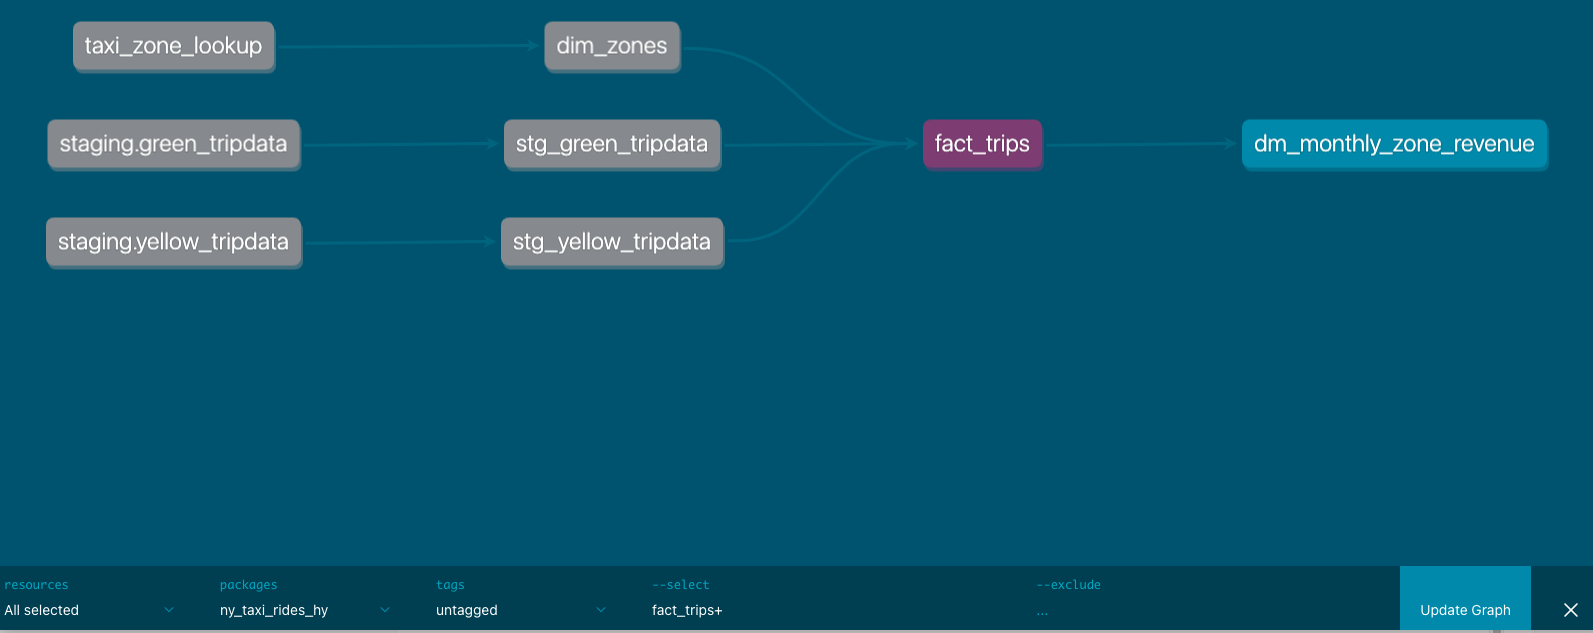 taxi_zone_lookup
dim_zones
staging.green_tripdata
stg_green_tripdata
fact_trips
dm_monthly_zone_revenue
staging.yellow_tripdata
stg_yellow_tripdata
resources
packages
tags
--select
--exclude
All selected
ny_taxi_rides_hy
untagged
fact_trips+
...
Update Graph